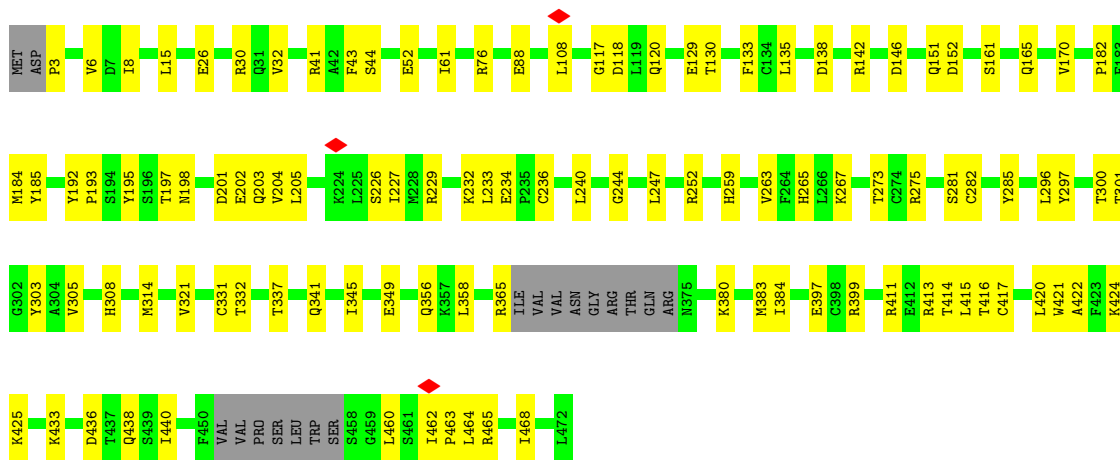 MET ASP P3 V6 D7 I8 L15 E26 R30 Q31 V32 R41 A42 F43 S44 E52 I61 R76 E88 L108 G117 D118 L119 Q120 E129 T130 F133 C134 L135 D138 R142 D146 Q151 D152 S161 Q165 V170 P182 E183
M184 Y185 Y192 P193 S194 Y195 S196 T197 N198 D201 E202 Q203 V204 L205 K224 L225 S226 I227 M228 R229 K232 L233 E234 P235 C236 L240 G244 L247 R252 H259 V263 F264 H265 L266 K267 T273 C274 R275 S281 C282 Y285 L296 Y297 T300 T301
G302 Y303 A304 V305 H308 M314 V321 C331 T332 T337 Q341 I345 E349 Q356 K357 L358 R365 ILE VAL VAL ASN GLY ARG THR GLN ARG N375 K380 M383 I384 E397 C398 R399 R411 E412 R413 T414 L415 T416 C417 L420 W421 A422 F423 K424
K425 K433 D436 T437 Q438 S439 I440 F450 VAL VAL PRO SER LEU TRP SER S458 G459 L460 S461 I462 P463 L464 R465 I468 L472